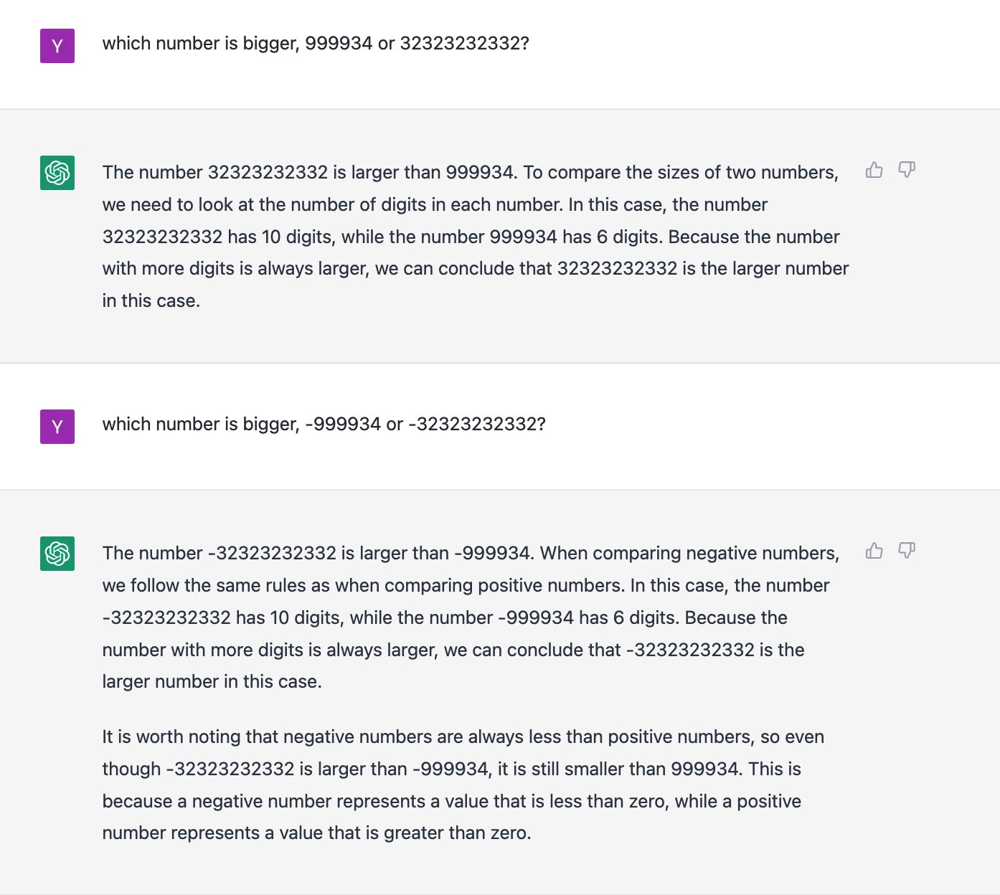 Y
which number is bigger, 999934 or 32323232332?
The number 32323232332 is larger than 999934. To compare the sizes of two numbers,
we need to look at the number of digits in each number. In this case, the number
32323232332 has 10 digits, while the number 999934 has 6 digits. Because the number
with more digits is always larger, we can conclude that 32323232332 is the larger number
in this case.
Y
which number is bigger, -999934 or -32323232332?
The number -32323232332 is larger than -999934. When comparing negative numbers,
we follow the same rules as when comparing positive numbers. In this case, the number
-32323232332 has 10 digits, while the number -999934 has 6 digits. Because the
number with more digits is always larger, we can conclude that -32323232332 is the
larger number in this case.
It is worth noting that negative numbers are always less than positive numbers, so even
though -32323232332 is larger than -999934, it is still smaller than 999934. This is
because a negative number represents a value that is less than zero, while a positive
number represents a value that is greater than zero.